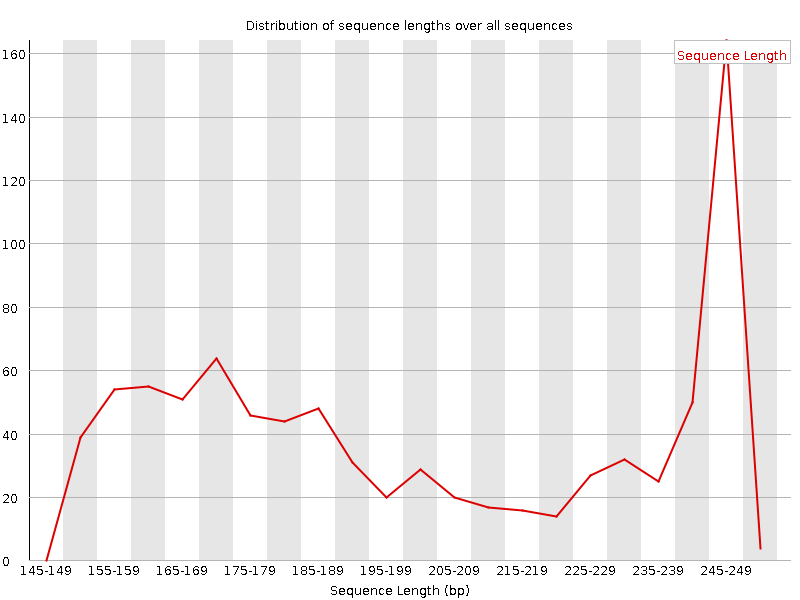 Distribution of sequence lengths over all sequences
Sequence Length
160
140
120
100
80
60
40
20
0
145-149 155-159 165-169 175-179 185-189 195-199 205-209 215-219 225-229 235-239 245-249
Sequence Length (bp)